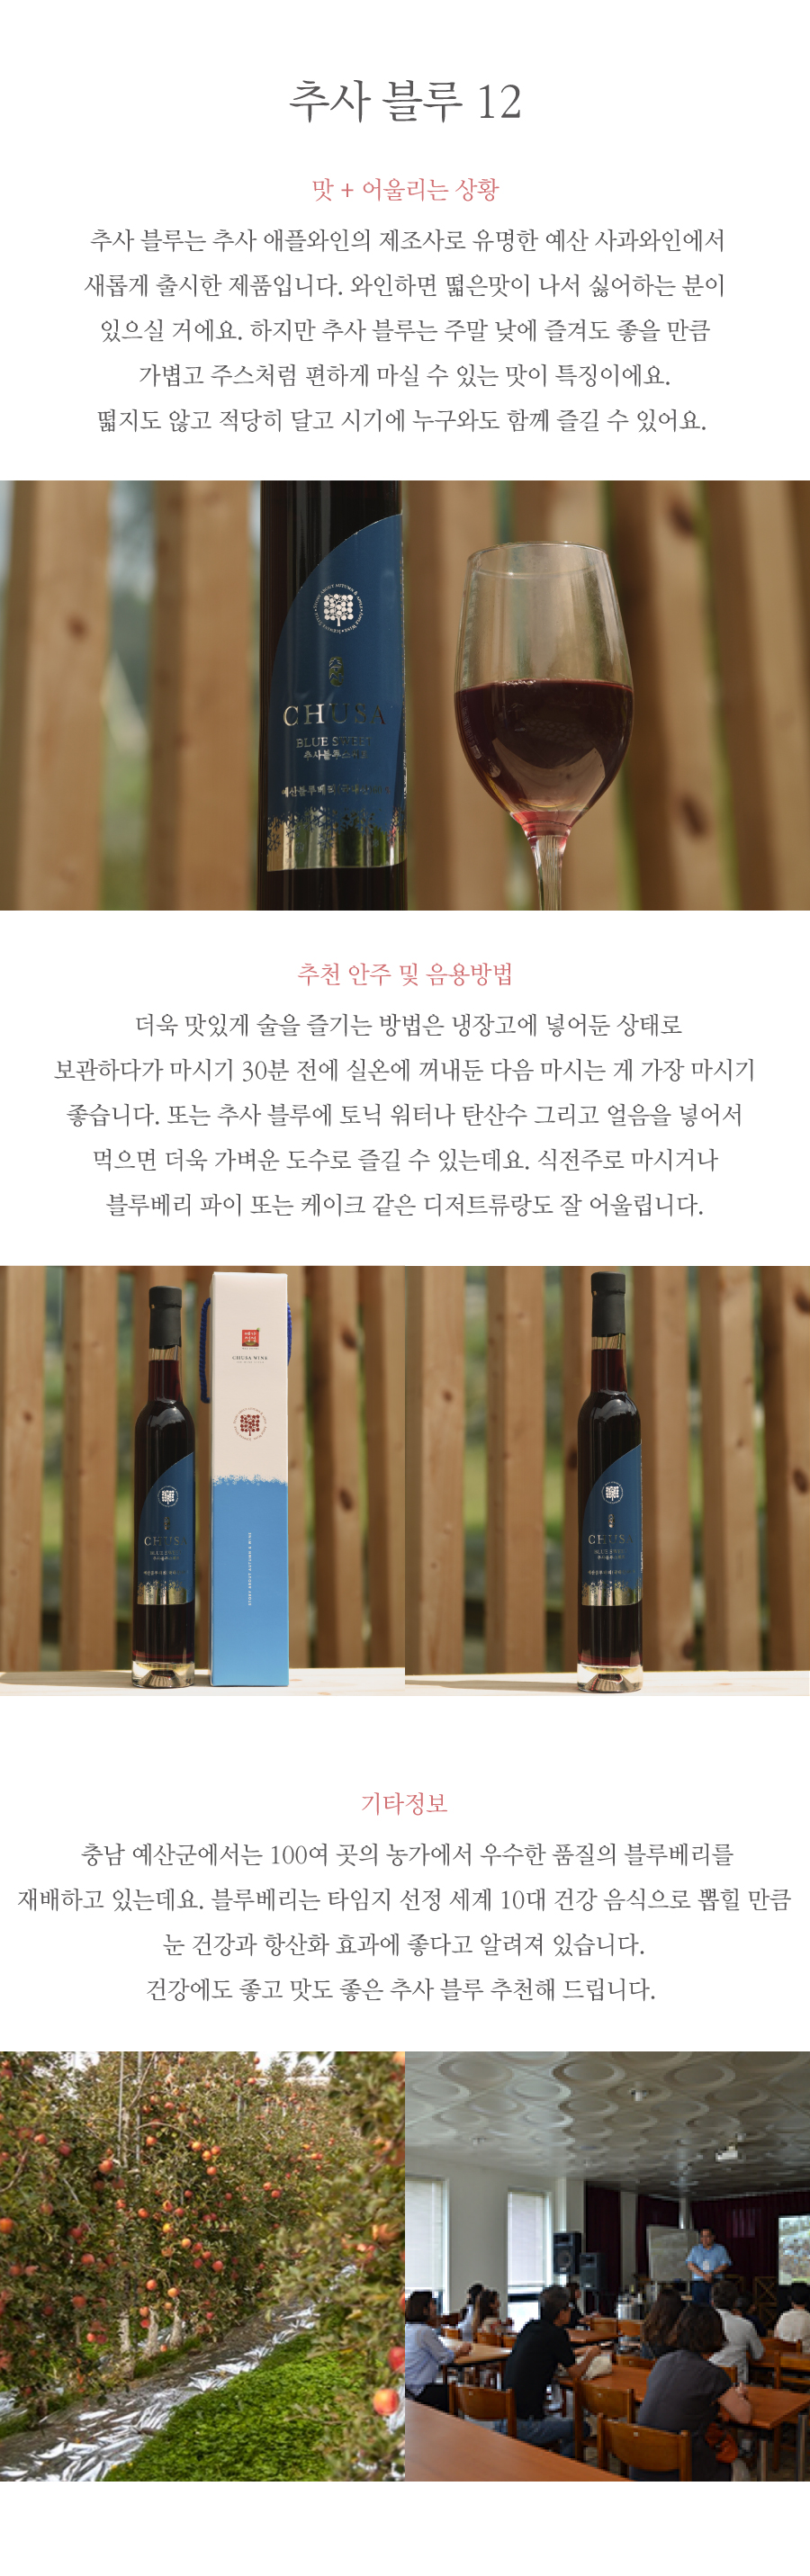 추사 블루 12
맛 + 어울리는 상황
추사 블루는 추사 애플와인의 제조사로 유명한 예산 사과와인에서
새롭게 출시한 제품입니다. 와인하면 떫은맛이 나서 싫어하는 분이
있으실 거에요. 하지만 추사 블루는 주말 낮에 즐겨도 좋을 만큼
가볍고 주스처럼 편하게 마실 수 있는 맛이 특징이에요.
떫지도 않고 적당히 달고 시기에 누구와도 함께 즐길 수 있어요.
CHUSA
BLUE SWEET
추사블루스위트
추천 안주 및 음용방법
더욱 맛있게 술을 즐기는 방법은 냉장고에 넣어둔 상태로
보관하다가 마시기 30분 전에 실온에 꺼내둔 다음 마시는 게 가장 마시기
좋습니다. 또는 추사 블루에 토닉 워터나 탄산수 그리고 얼음을 넣어서
먹으면 더욱 가벼운 도수로 즐길 수 있는데요. 식전주로 마시거나
블루베리 파이 또는 케이크 같은 디저트류랑도 잘 어울립니다.
CHUSA WINE
CHUSA
CHUSA
기타정보
충남 예산군에서는 100여 곳의 농가에서 우수한 품질의 블루베리를
재배하고 있는데요. 블루베리는 타임지 선정 세계 10대 건강 음식으로 뽑힐 만큼
눈 건강과 항산화 효과에 좋다고 알려져 있습니다.
건강에도 좋고 맛도 좋은 추사 블루 추천해 드립니다.